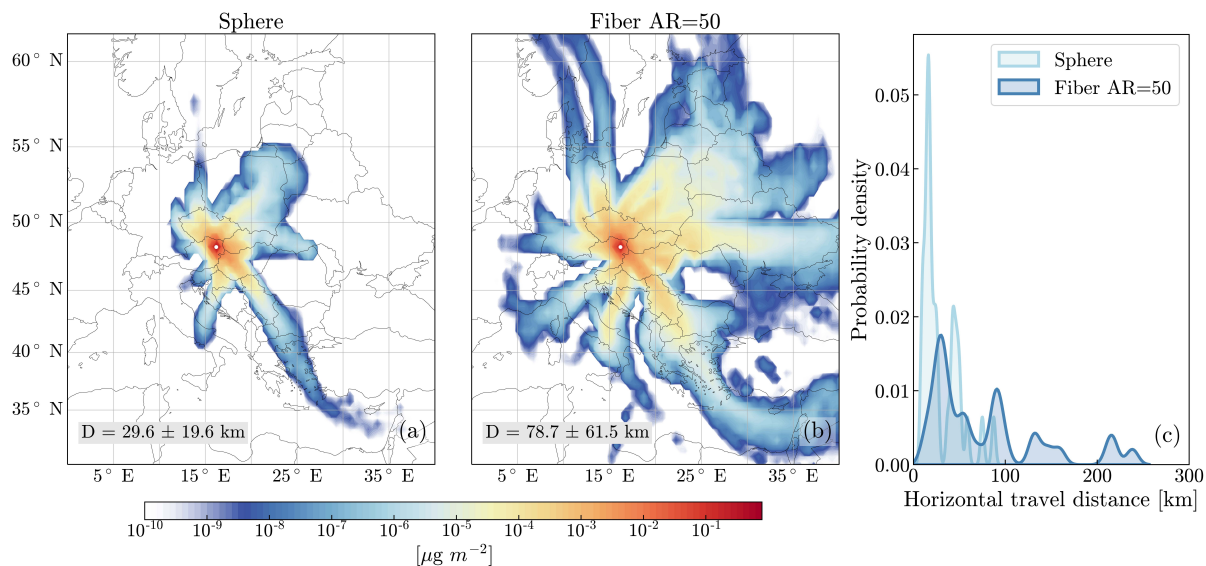 Sphere
Fiber AR=50
60° N
55° N
50° N
45° N
40° N
35° N
D = 29.6 ± 19.6 km
(a)
D = 78.7 ± 61.5 km
(b)
5° E 15° E 25° E 35° E
5° E 15° E 25° E 35° E
10⁻¹⁰ 10⁻⁹ 10⁻⁸ 10⁻⁷ 10⁻⁶ 10⁻⁵ 10⁻⁴ 10⁻³ 10⁻² 10⁻¹
[μg m⁻²]
Sphere
Fiber AR=50
Probability density
0.05
0.04
0.03
0.02
0.01
0.00
(c)
0 100 200 300
Horizontal travel distance [km]